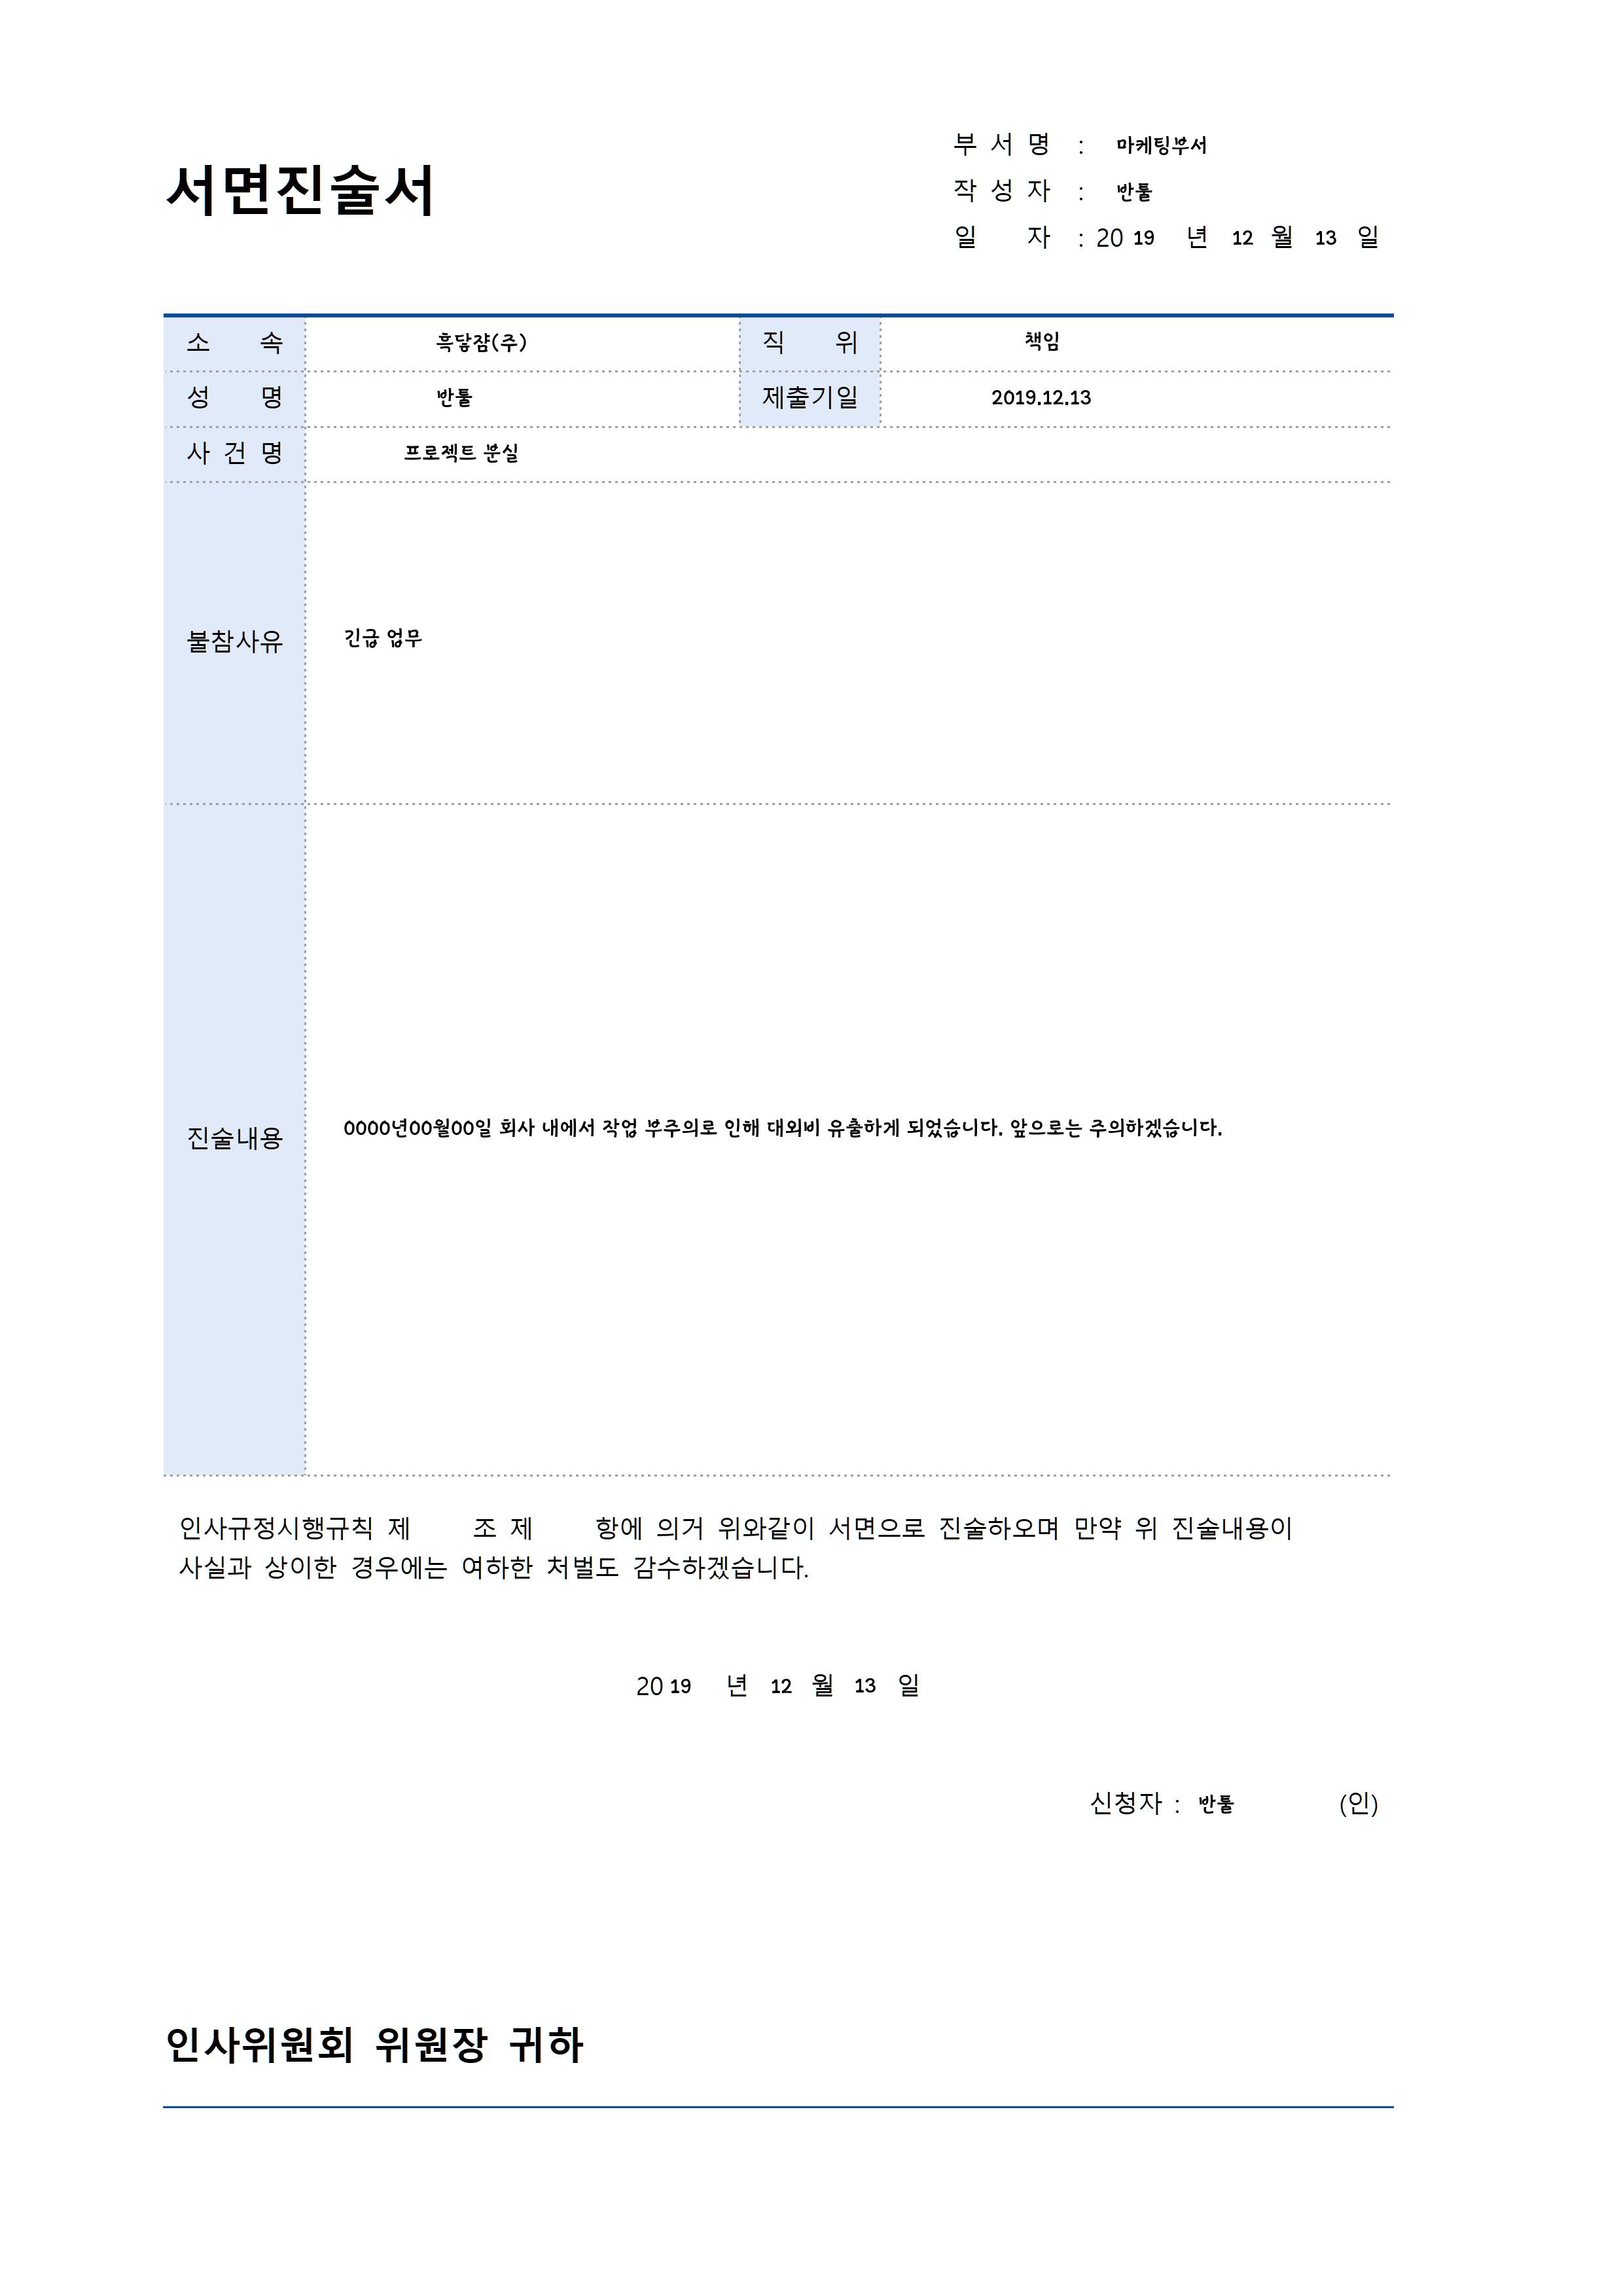 서면진술서
부 서 명 : 마케팅부서
작 성 자 : 반툴
일 자 : 20 19 년 12 월 13 일
소 속 흑닿쟘(주) 직 위 책임
성 명 반툴 제출기일 2019.12.13
사 건 명 프로젝트 분실
불참사유 긴급 업무
진술내용 0000년00월00일 회사 내에서 작업 부주의로 인해 대외비 유출하게 되었습니다. 앞으로는 주의하겠습니다.
인사규정시행규칙 제 조 제 항에 의거 위와같이 서면으로 진술하오며 만약 위 진술내용이
사실과 상이한 경우에는 여하한 처벌도 감수하겠습니다.
20 19 년 12 월 13 일
신청자 : 반툴 (인)
인사위원회 위원장 귀하